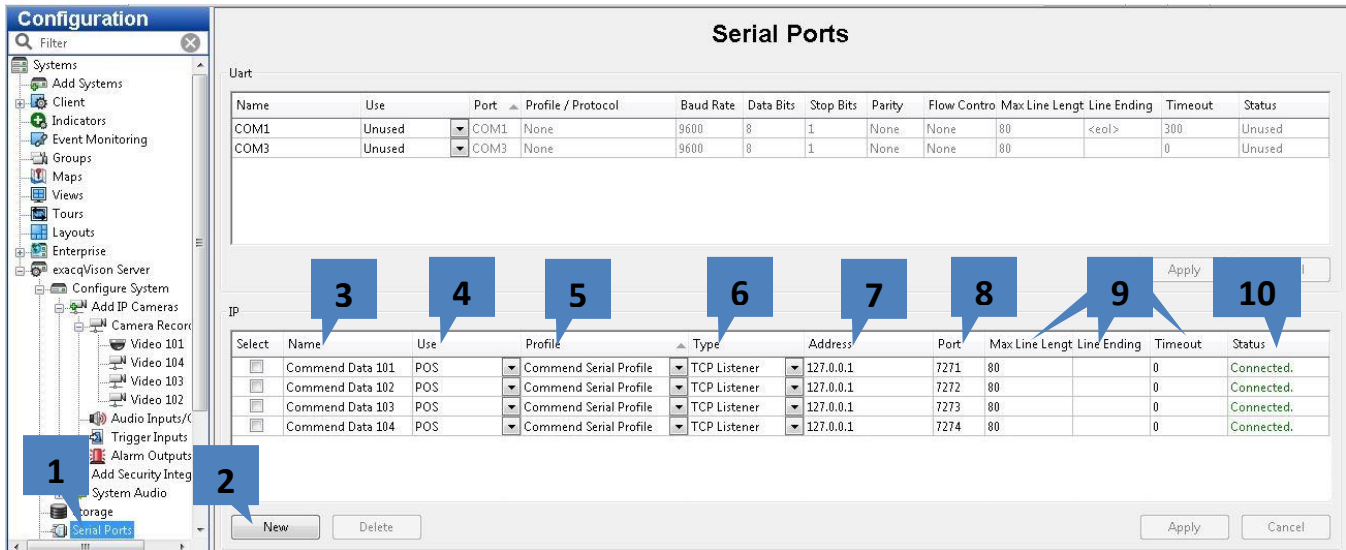 Configuration
Filter
Systems
Add Systems
Client
Indicators
Event Monitoring
Groups
Maps
Views
Tours
Layouts
Enterprise
exacqVison Server
Configure System
Add IP Cameras
Camera Recor
Video 101
Video 104
Video 103
Video 102
Audio Inputs/
Trigger Inputs
Alarm Outputs
Add Security Integ
System Audio
torage
Serial Ports
1
Serial Ports
Uart
Name Use Port Profile / Protocol Baud Rate Data Bits Stop Bits Parity Flow Contro Max Line Lengt Line Ending Timeout Status
COM1 Unused COM1 None 9600 8 1 None None 80 <eol> 300 Unused
COM3 Unused COM3 None 9600 8 1 None None 80 0 Unused
Apply l
3 4 5 6 7 8 9 10
IP
Select Name Use Profile Type Address Port Max Line Lengt Line Ending Timeout Status
Commend Data 101 POS Commend Serial Profile TCP Listener 127.0.0.1 7271 80 0 Connected.
Commend Data 102 POS Commend Serial Profile TCP Listener 127.0.0.1 7272 80 0 Connected.
Commend Data 103 POS Commend Serial Profile TCP Listener 127.0.0.1 7273 80 0 Connected.
Commend Data 104 POS Commend Serial Profile TCP Listener 127.0.0.1 7274 80 0 Connected.
2
New Delete Apply Cancel